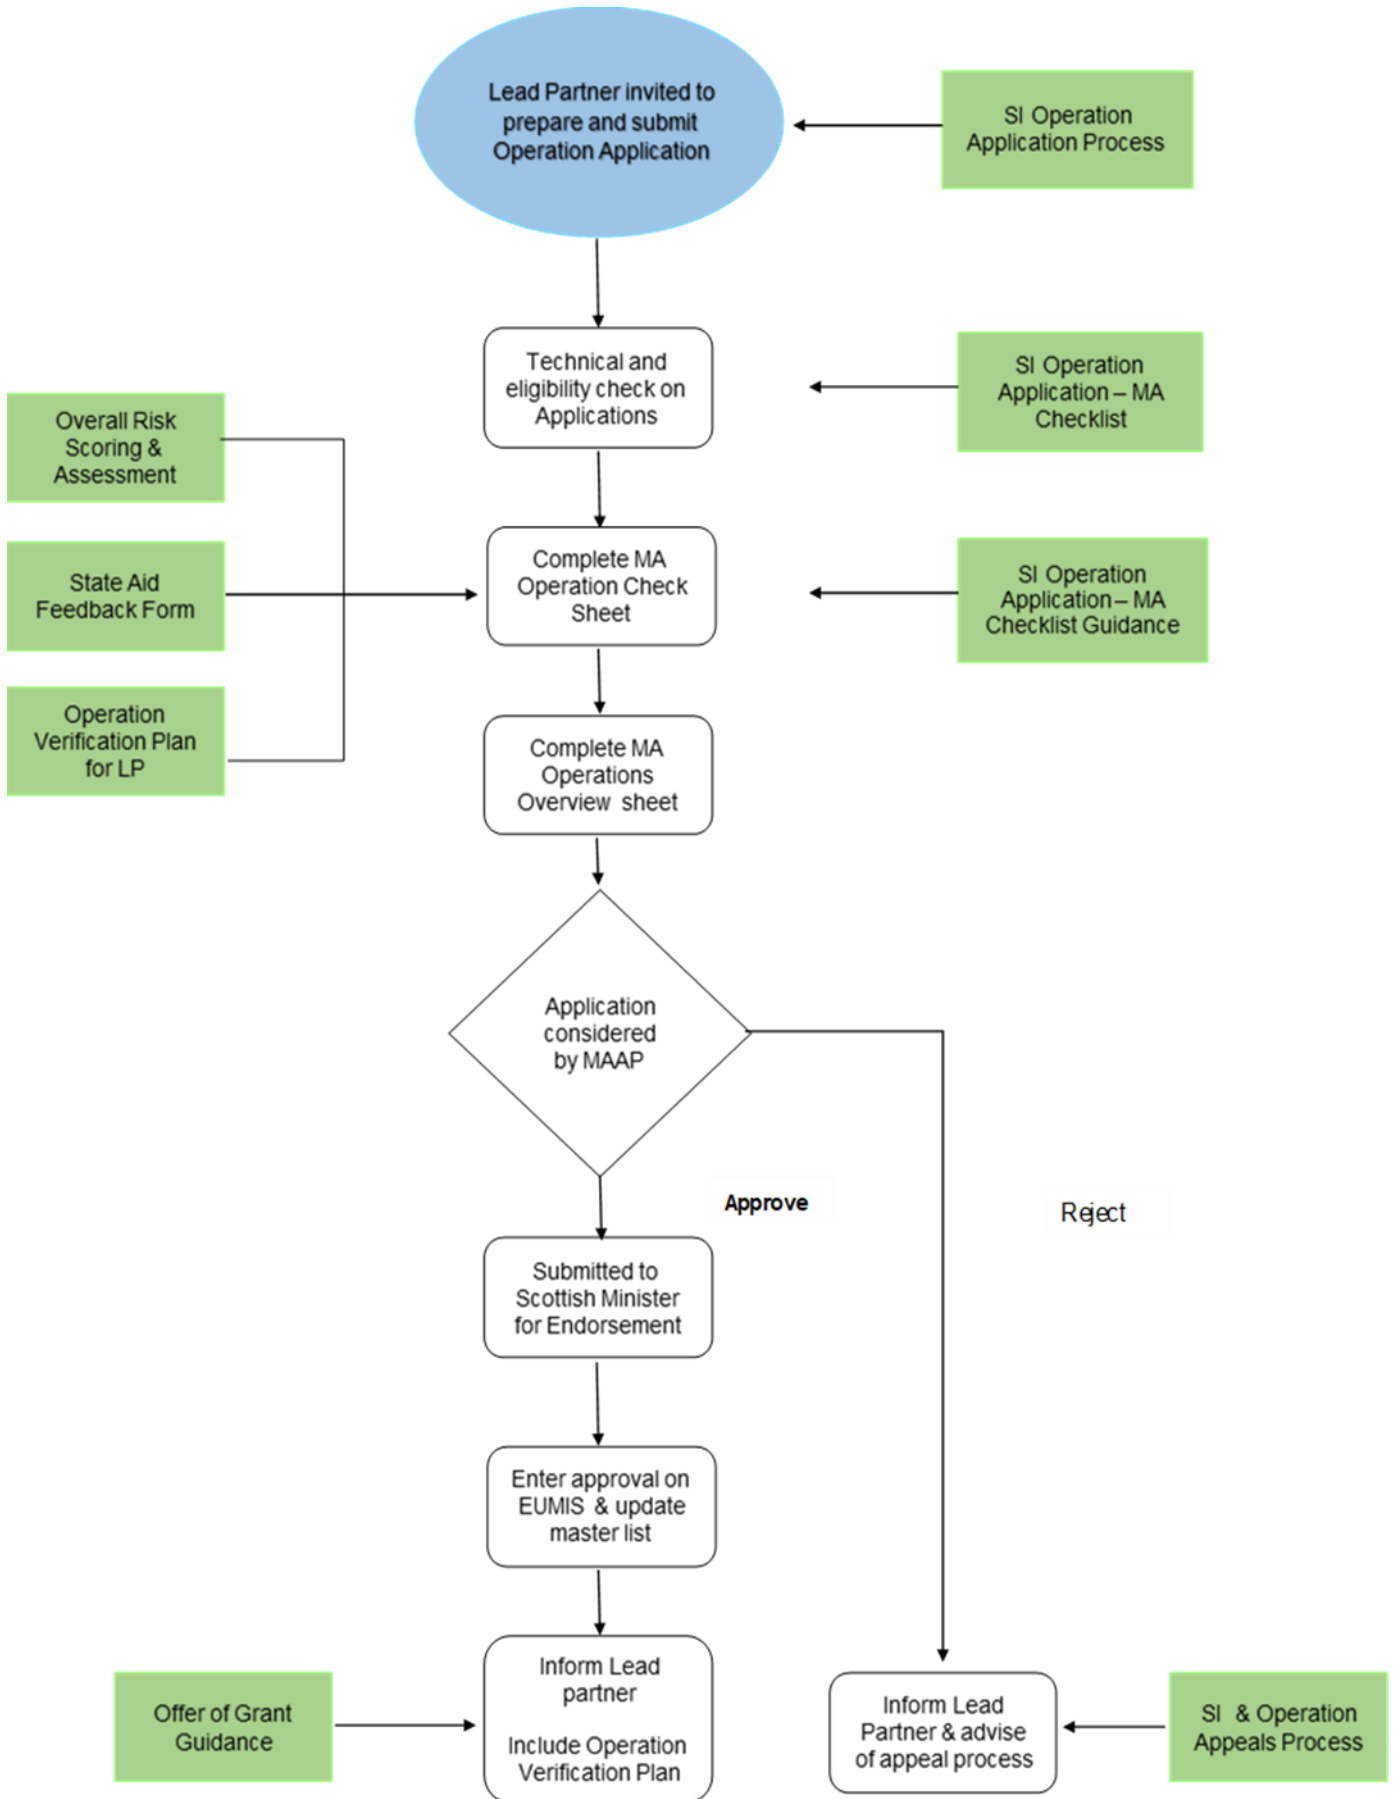 Lead Partner invited to
prepare and submit
Operation Application
SI Operation
Application Process
Technical and
eligibility check on
Applications
SI Operation
Application – MA
Checklist
Overall Risk
Scoring &
Assessment
Complete MA
Operation Check
Sheet
SI Operation
Application – MA
Checklist Guidance
State Aid
Feedback Form
Operation
Verification Plan
for LP
Complete MA
Operations
Overview sheet
Application
considered
by MAAP
Approve
Reject
Submitted to
Scottish Minister
for Endorsement
Enter approval on
EUMIS & update
master list
Offer of Grant
Guidance
Inform Lead
partner
Include Operation
Verification Plan
Inform Lead
Partner & advise
of appeal process
SI & Operation
Appeals Process